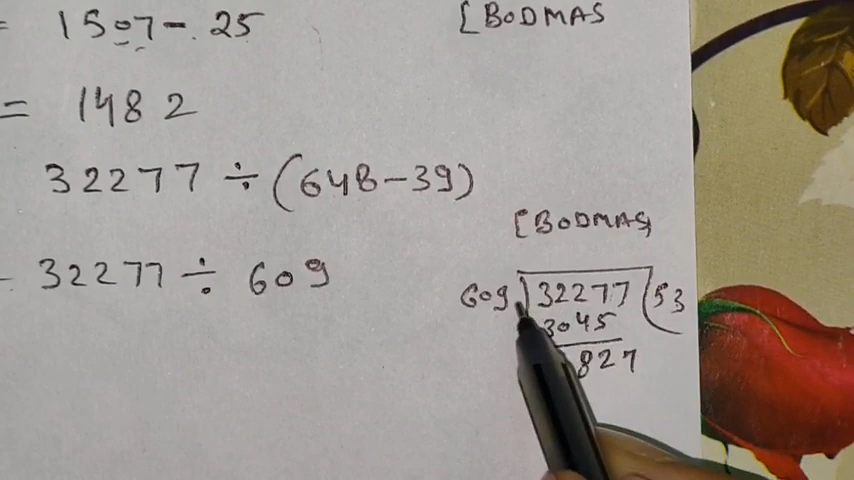 = 1507 - 25 [BODMAS
= 1482
32277 ÷ (648-39)
[BODMAS]
- 32277 ÷ 609
609)32277(53
3045
827